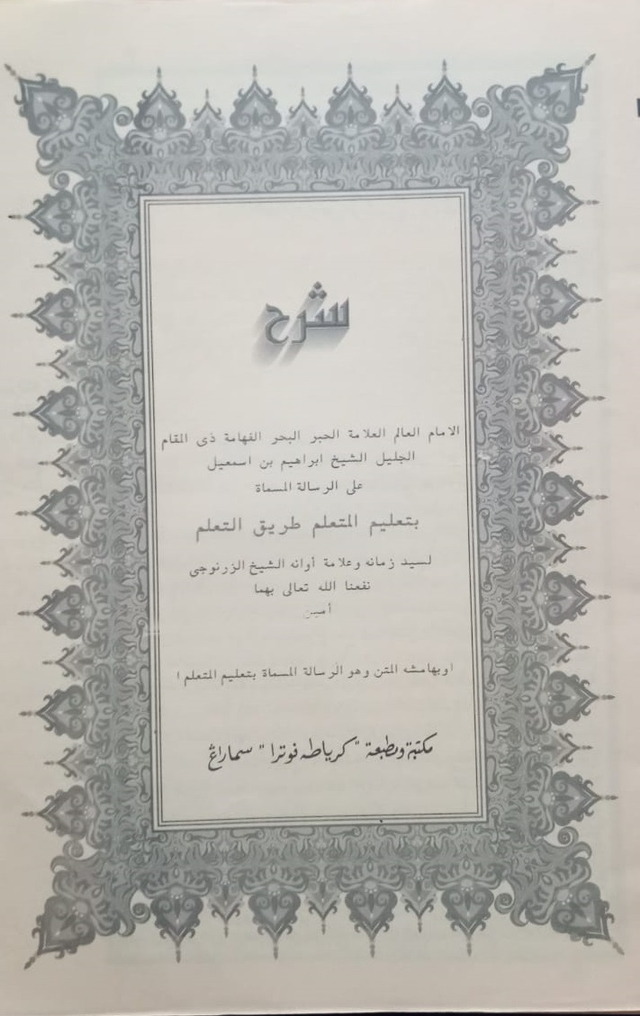 شرح
الامام العالم العلامة الحبر البحر الفهامة ذى المقام
الجليل الشيخ ابراهيم بن اسمعيل
على الرسالة المسماة
بتعليم المتعلم طريق التعلم
لسيد زمانه وعلامة أوانه الشيخ الزرنوجى
نفعنا الله تعالى بهما
أمين
(وبهامشه المتن وهو الرسالة المسماة بتعليم المتعلم)
مكتبة ومطبعة "كرياطه فوترا" سماراڠ